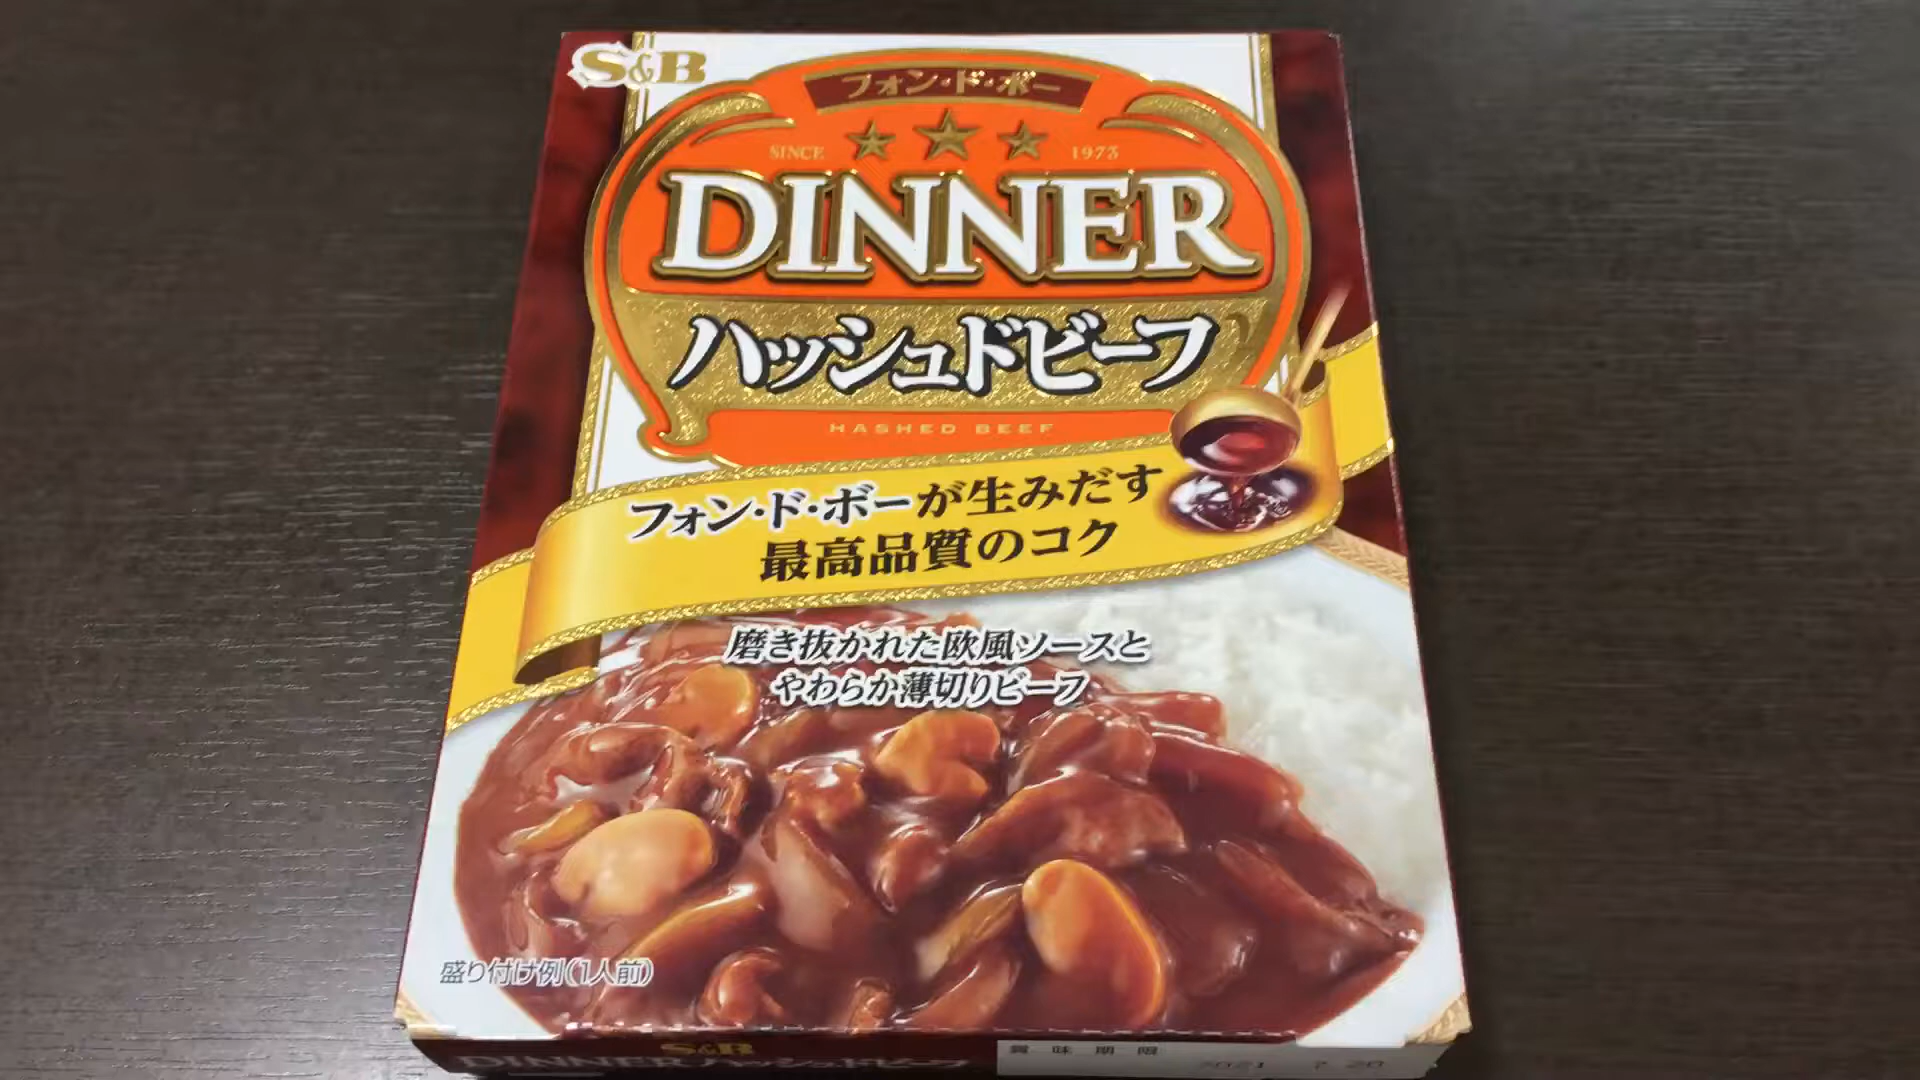 S&B
フォン・ド・ボー
SINCE 1973
DINNER
ハッシュドビーフ
HASHED BEEF
フォン・ド・ボーが生みだす
最高品質のコク
磨き抜かれた欧風ソースと
やわらか薄切りビーフ
盛り付け例(1人前)
S&B
DINNERハッシュドビーフ
賞味期限
2021